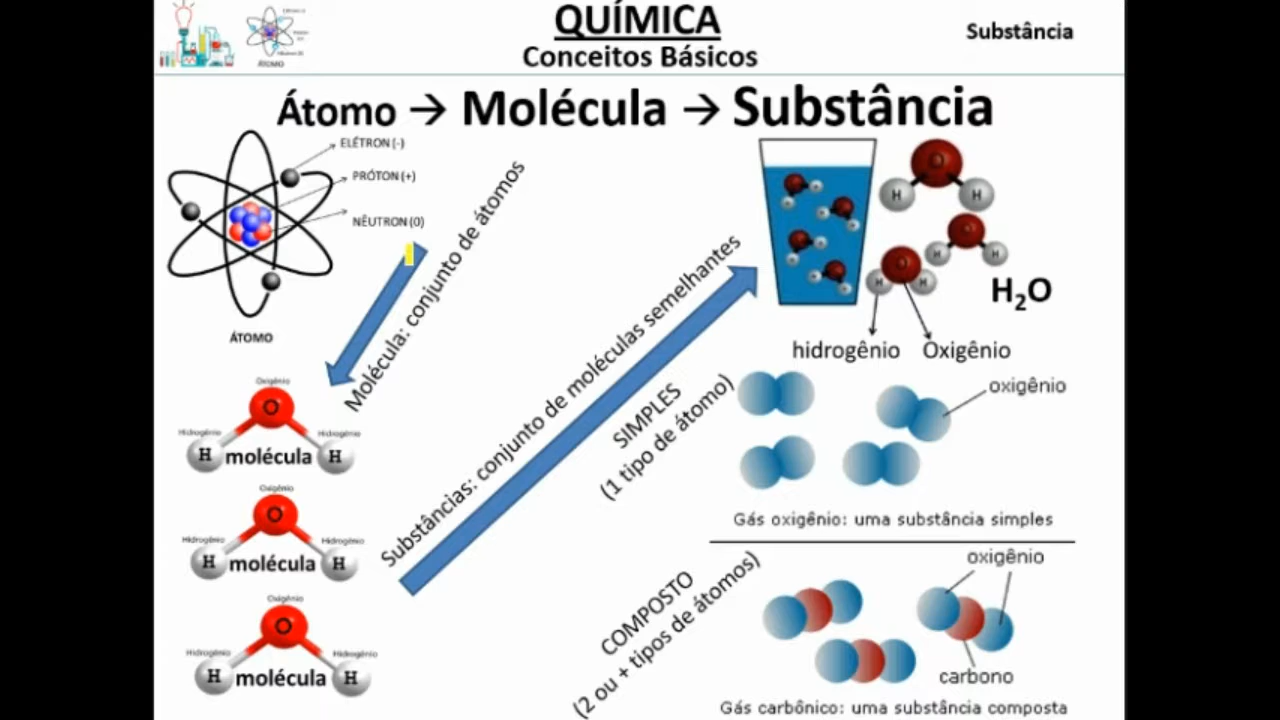 QUÍMICA
Conceitos Básicos
Substância
ÁTOMO
Átomo → Molécula → Substância
ELÉTRON (-)
PRÓTON (+)
NÊUTRON (0)
ÁTOMO
Molécula: conjunto de átomos
Substâncias: conjunto de moléculas semelhantes
O
H
H
O
H
H
O
H
H
H₂O
hidrogênio
Oxigênio
Oxigênio
Hidrogênio
Hidrogênio
O
H
molécula
H
Oxigênio
Hidrogênio
Hidrogênio
O
H
molécula
H
Oxigênio
Hidrogênio
Hidrogênio
O
H
molécula
H
SIMPLES
(1 tipo de átomo)
oxigênio
Gás oxigênio: uma substância simples
COMPOSTO
(2 ou + tipos de átomos)
oxigênio
carbono
Gás carbônico: uma substância composta